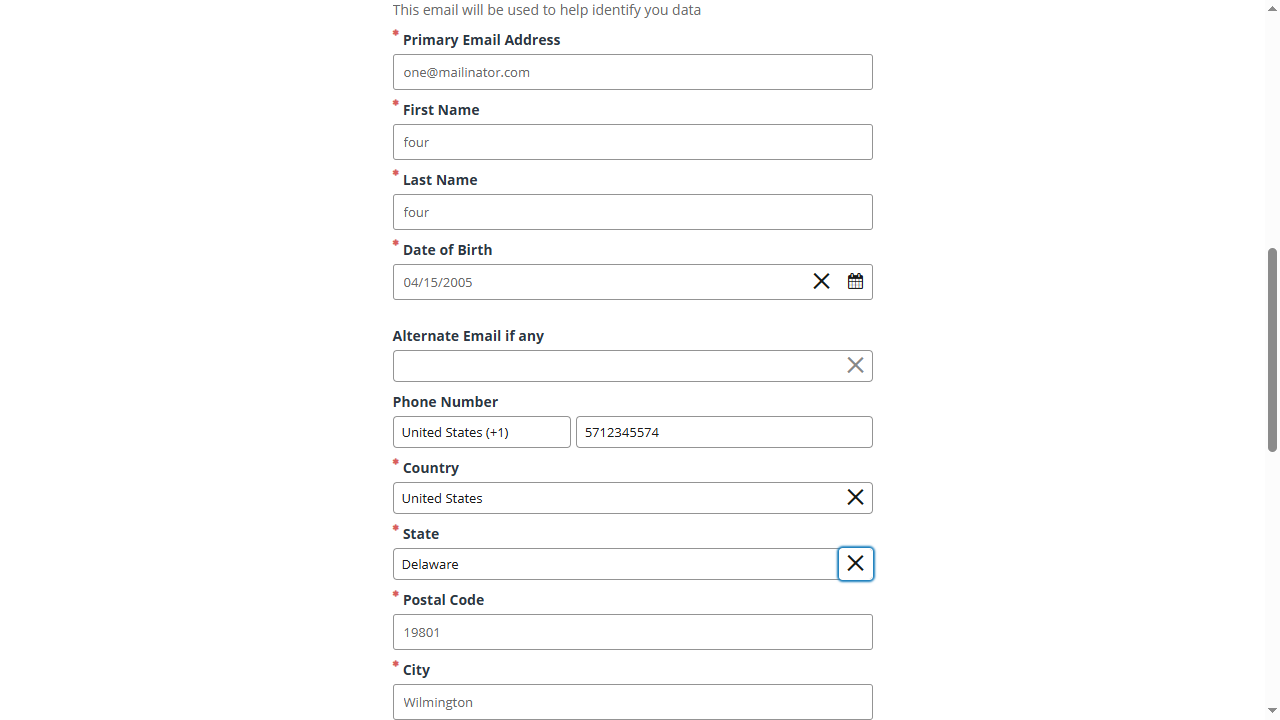 This email will be used to help identify you data
* Primary Email Address
one@mailinator.com
* First Name
four
* Last Name
four
* Date of Birth
04/15/2005
Alternate Email if any
Phone Number
United States (+1) 5712345574
* Country
United States
* State
Delaware
* Postal Code
19801
* City
Wilmington